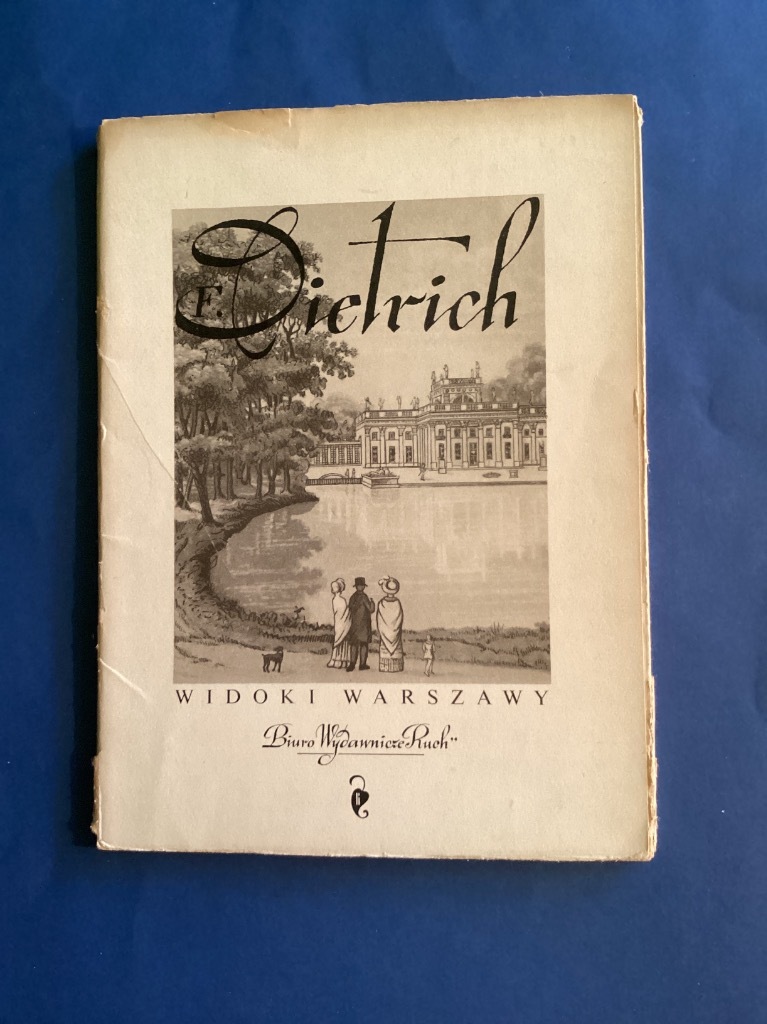 F. Dietrich
WIDOKI WARSZAWY
Biuro Wydawnicze Ruch"